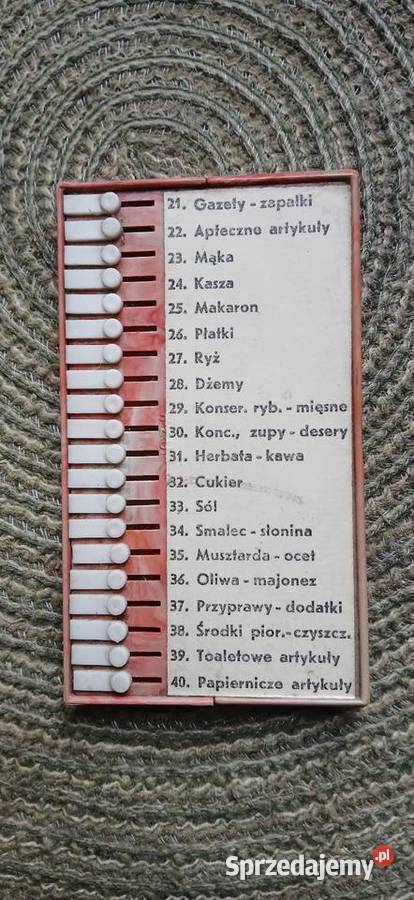 21. Gazety - zapałki
22. Apteczne artykuły
23. Mąka
24. Kasza
25. Makaron
26. Płatki
27. Ryż
28. Dżemy
29. Konser. ryb. - mięsne
30. Konc., zupy - desery
31. Herbata - kawa
32. Cukier
33. Sól
34. Smalec - słonina
35. Musztarda - ocet
36. Oliwa - majonez
37. Przyprawy - dodatki
38. Środki pior.-czyszcz.
39. Toaletowe artykuły
40. Papiernicze artykuły
Sprzedajemy.pl